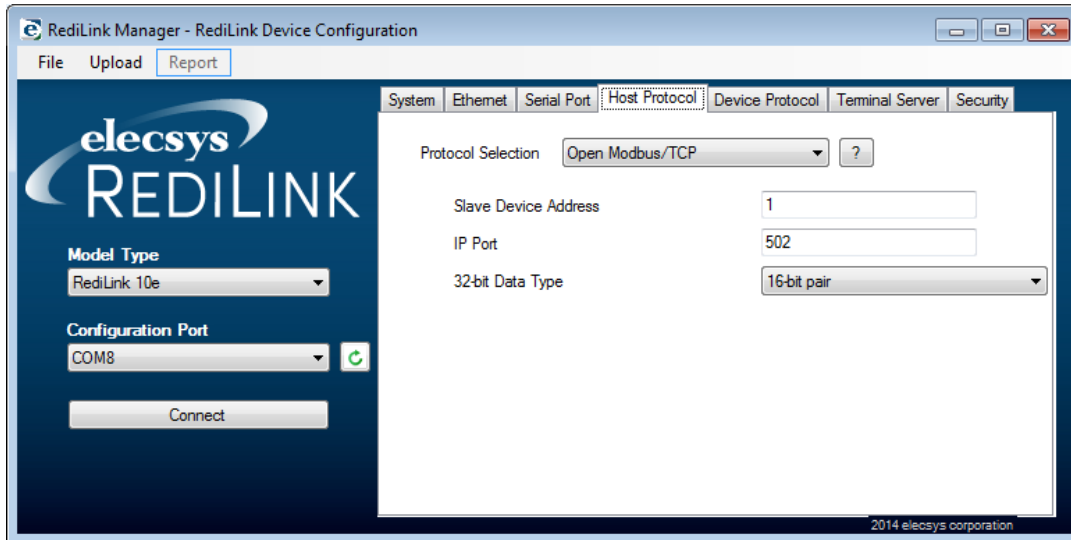 RediLink Manager - RediLink Device Configuration
File Upload Report
System Ethernet Serial Port Host Protocol Device Protocol Terminal Server Security
elecsys
REDILINK
Protocol Selection Open Modbus/TCP ?
Slave Device Address 1
IP Port 502
32-bit Data Type 16-bit pair
Model Type
RediLink 10e
Configuration Port
COM8
Connect
2014 elecsys corporation